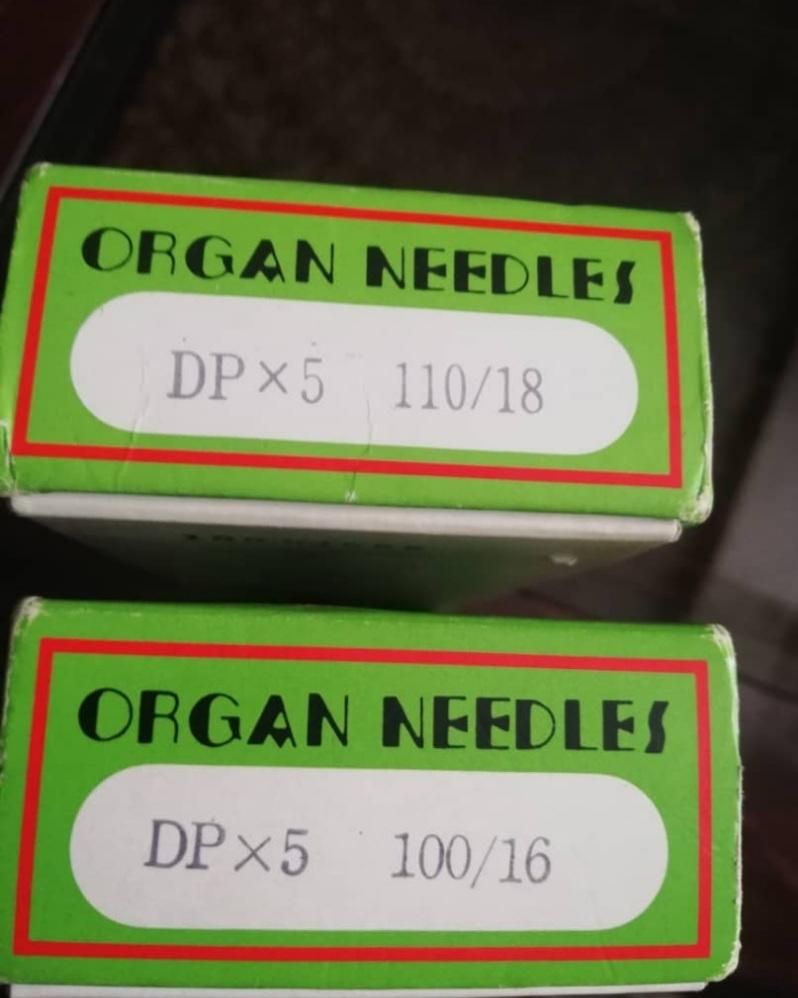 ORGAN NEEDLES
DP×5 110/18
ORGAN NEEDLES
DP×5 100/16